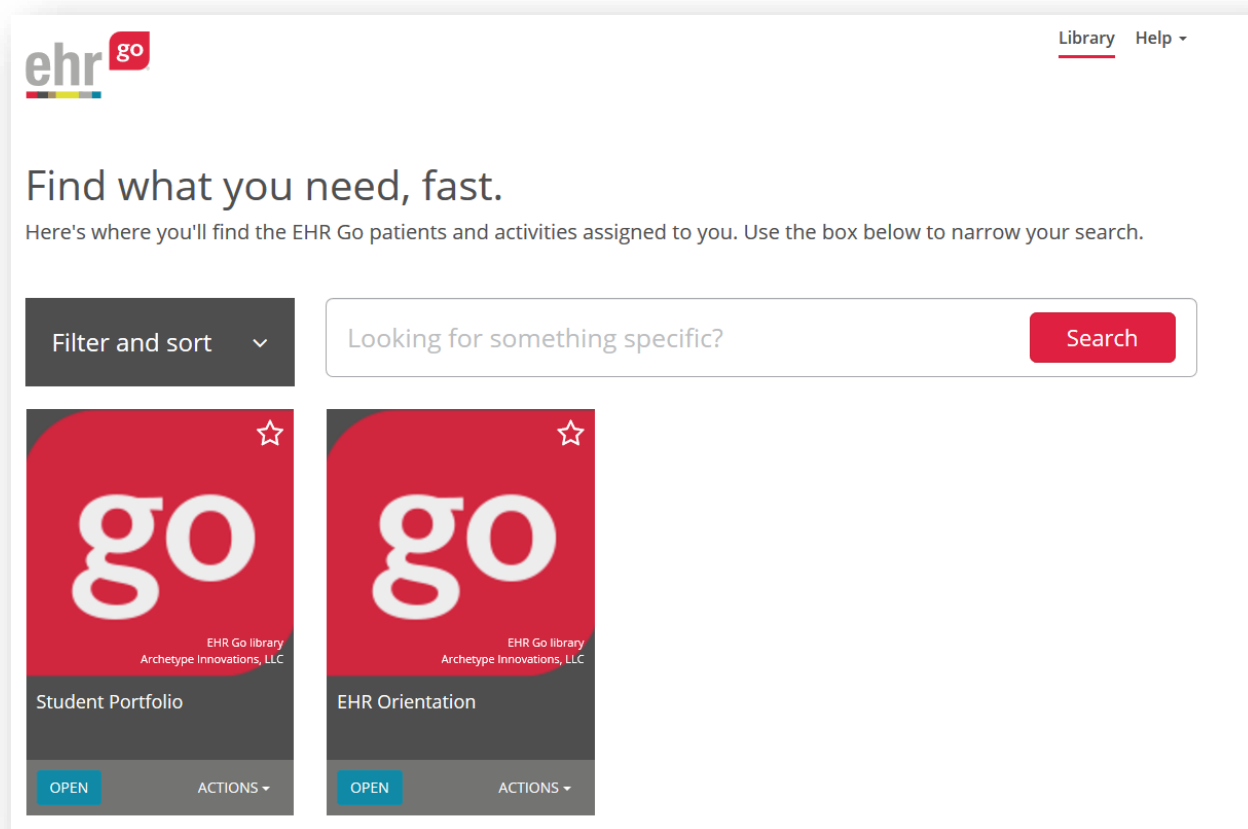 ehr go
Library Help
Find what you need, fast.
Here's where you'll find the EHR Go patients and activities assigned to you. Use the box below to narrow your search.
Filter and sort
Looking for something specific?
Search
go
EHR Go library
Archetype Innovations, LLC
Student Portfolio
OPEN ACTIONS
go
EHR Go library
Archetype Innovations, LLC
EHR Orientation
OPEN ACTIONS